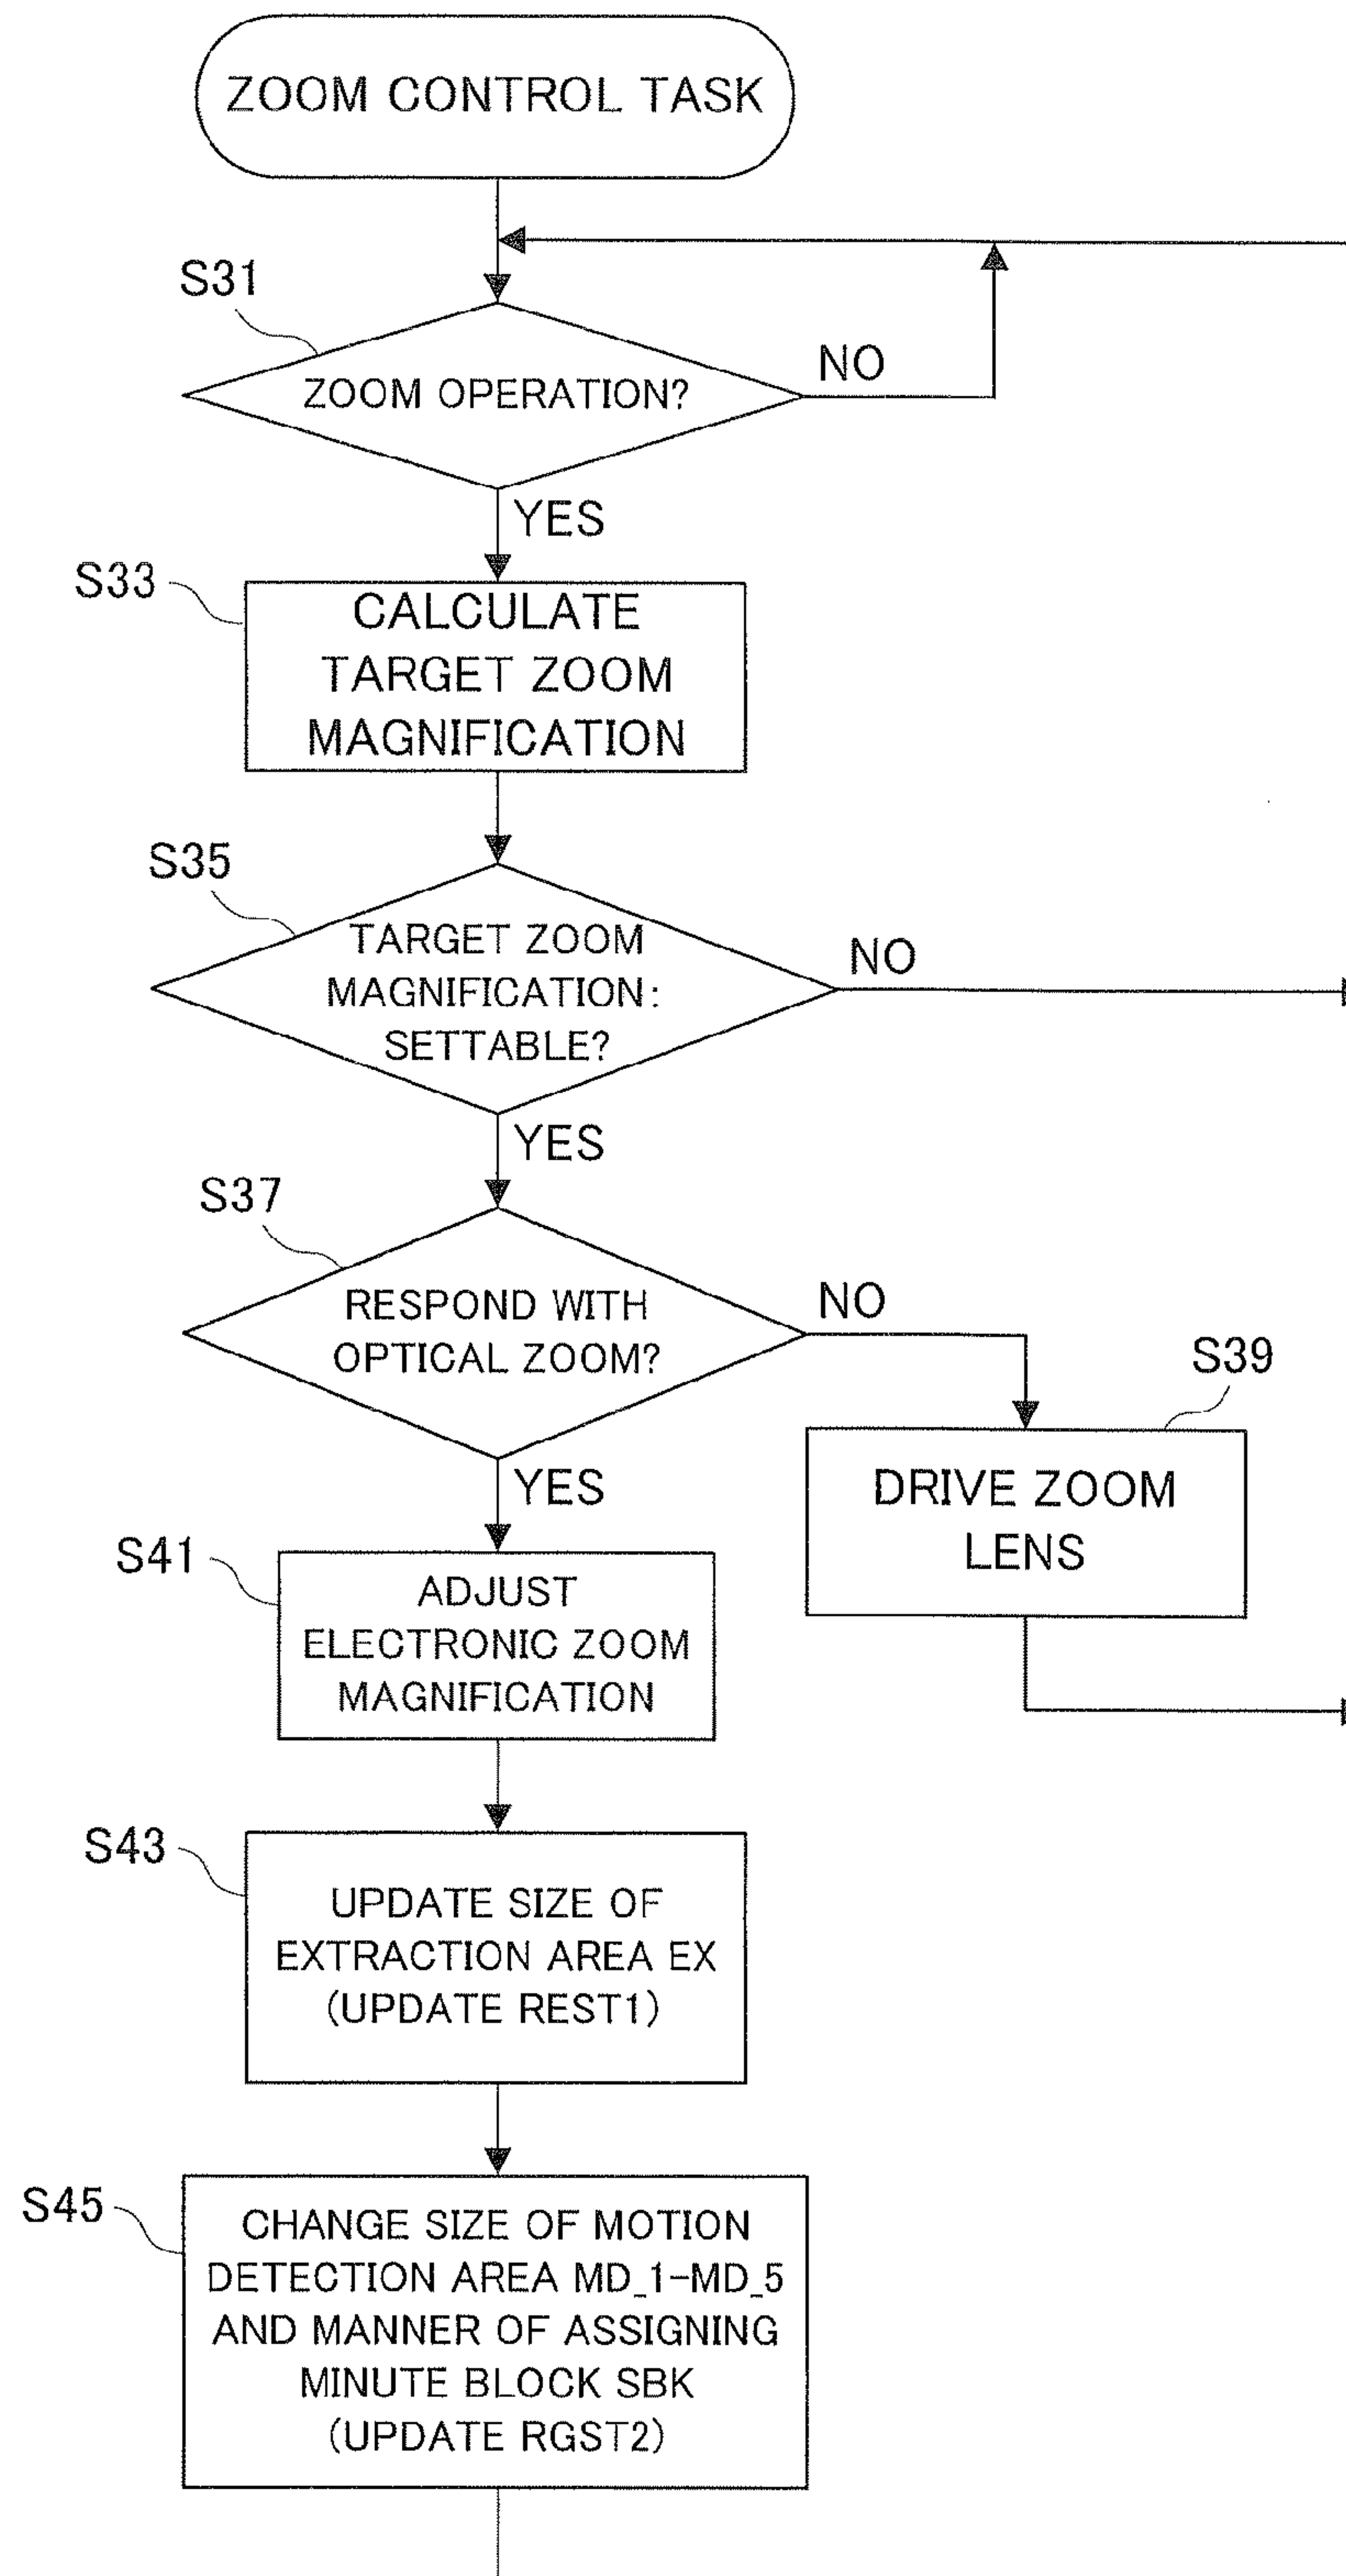 ZOOM CONTROL TASK
S31
ZOOM OPERATION?
NO
YES
S33
CALCULATE
TARGET ZOOM
MAGNIFICATION
S35
TARGET ZOOM
MAGNIFICATION:
SETTABLE?
NO
YES
S37
RESPOND WITH
OPTICAL ZOOM?
NO
YES
S39
DRIVE ZOOM
LENS
S41
ADJUST
ELECTRONIC ZOOM
MAGNIFICATION
S43
UPDATE SIZE OF
EXTRACTION AREA EX
(UPDATE REST1)
S45
CHANGE SIZE OF MOTION
DETECTION AREA MD_1-MD_5
AND MANNER OF ASSIGNING
MINUTE BLOCK SBK
(UPDATE RGST2)